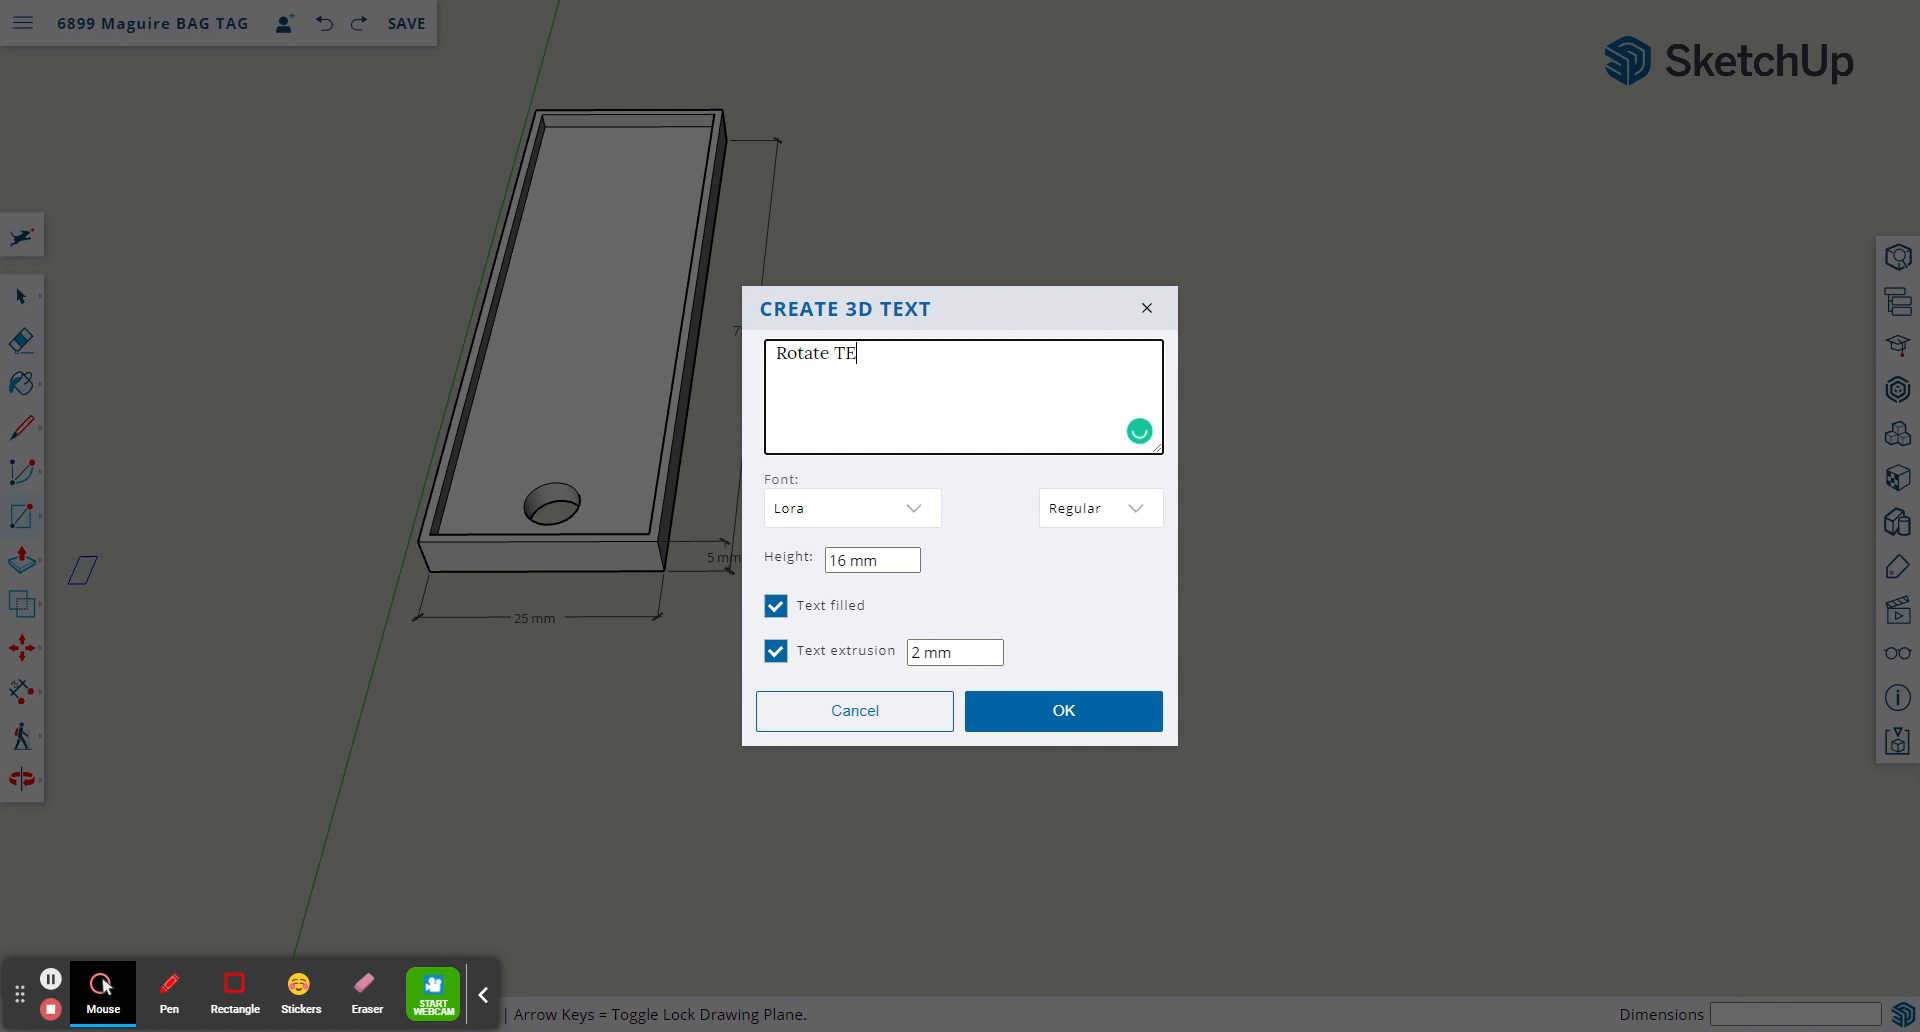 6899 Maguire BAG TAG
SAVE
SketchUp
CREATE 3D TEXT
Rotate TE
Font:
Lora
Regular
Height:
16 mm
Text filled
Text extrusion
2 mm
Cancel
OK
5 mm
25 mm
Mouse
Pen
Rectangle
Stickers
Eraser
START
WEBCAM
Arrow Keys = Toggle Lock Drawing Plane.
Dimensions